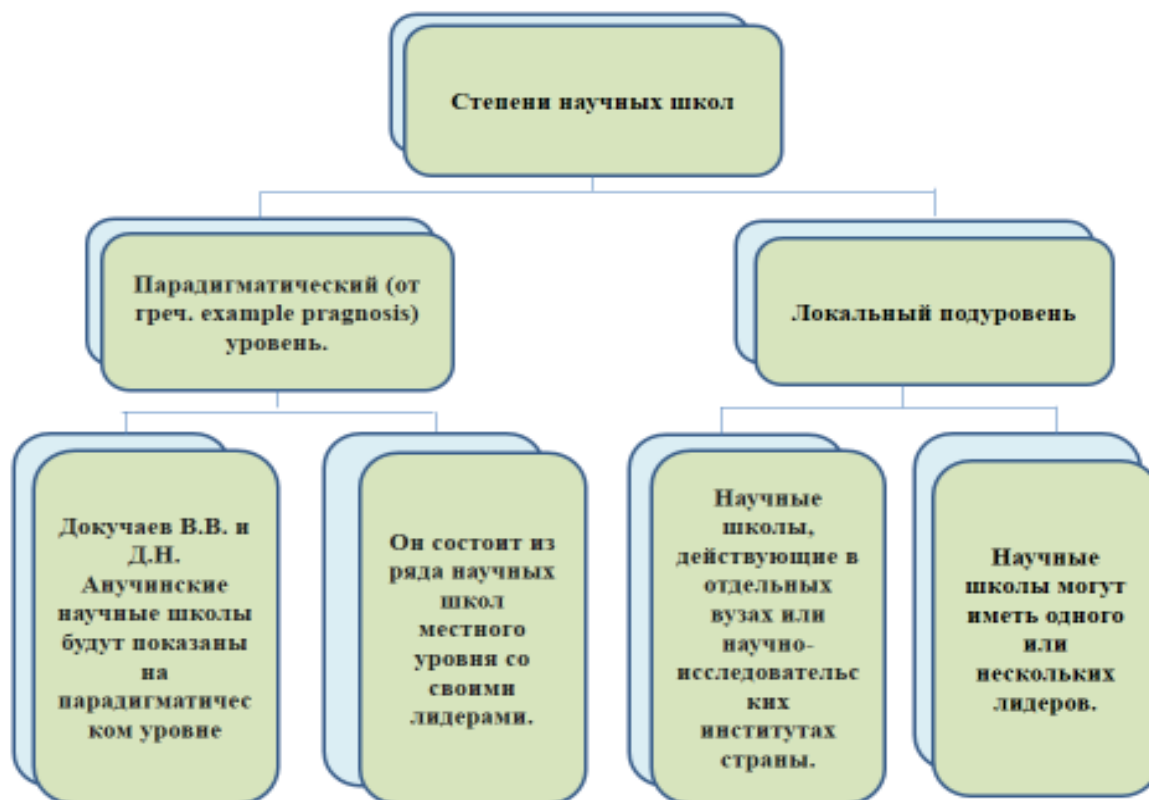 Степени научных школ
Парадигматический (от
греч. example pragnosis)
уровень.
Локальный подуровень
Докучаев В.В. и
Д.Н.
Анучинские
научные школы
будут показаны
на
парадигматичес
ком уровне
Он состоит из
ряда научных
школ
местного
уровня со
своими
лидерами.
Научные
школы,
действующие в
отдельных
вузах или
научно-
исследовательс
ких
институтах
страны.
Научные
школы могут
иметь одного
или
нескольких
лидеров.